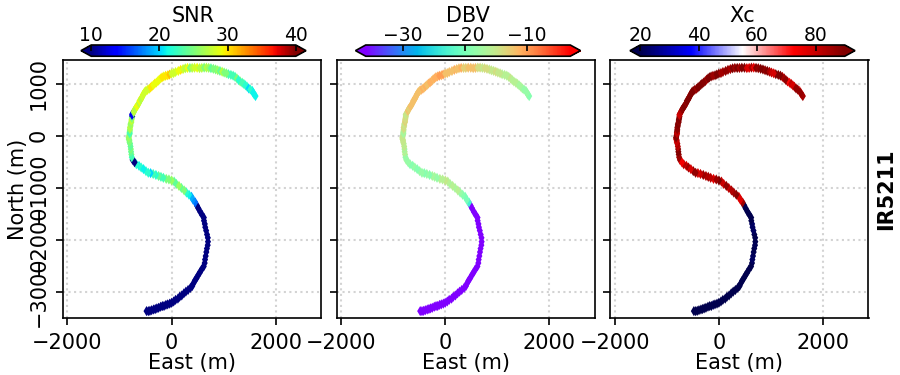 SNR
DBV
Xc
10 20 30 40
−30 −20 −10
20 40 60 80
1000
0
−1000
−2000
−3000
North (m)
IR5211
−2000 0 2000
−2000 0 2000
−2000 0 2000
East (m)
East (m)
East (m)